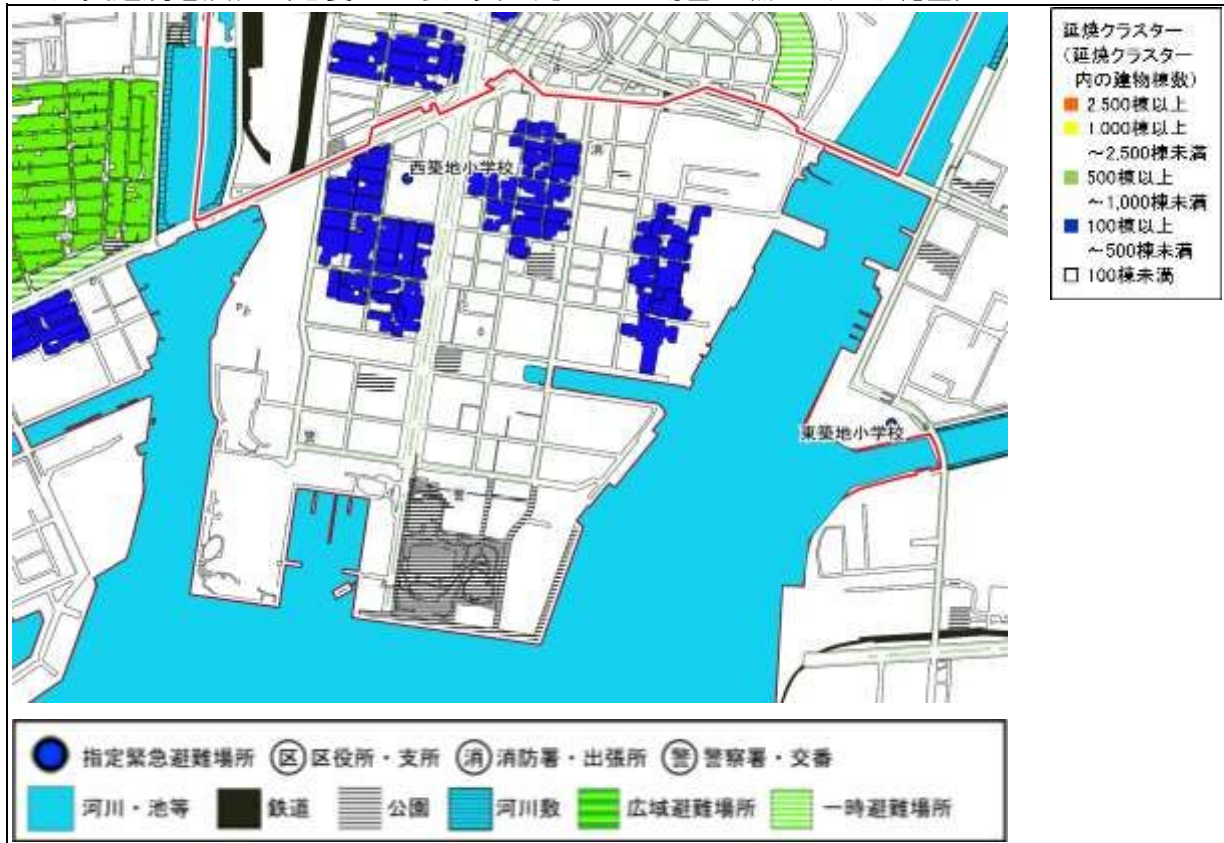 延焼クラスター
(延焼クラスター
内の建物棟数)
2,500棟以上
1,000棟以上
～2,500棟未満
500棟以上
～1,000棟未満
100棟以上
～500棟未満
100棟未満
西築地小学校
消
東築地小学校
警
指定緊急避難場所 区 区役所・支所 消 消防署・出張所 警 警察署・交番
河川・池等 鉄道 公園 河川敷 広域避難場所 一時避難場所